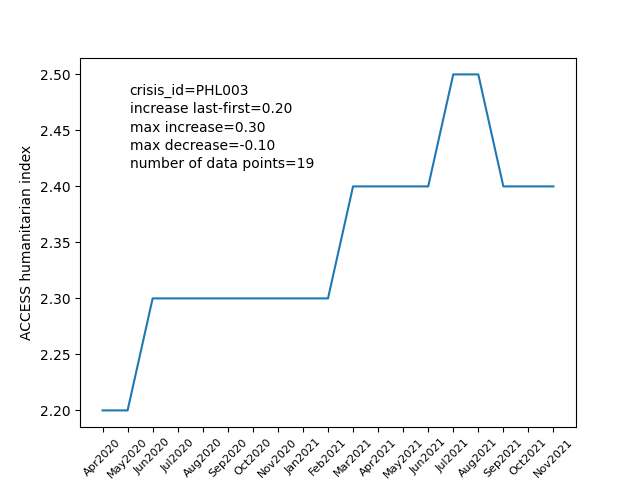 crisis_id=PHL003
increase last-first=0.20
max increase=0.30
max decrease=-0.10
number of data points=19
ACCESS humanitarian index
2.50
2.45
2.40
2.35
2.30
2.25
2.20
Apr2020
May2020
Jun2020
Jul2020
Aug2020
Sep2020
Oct2020
Nov2020
Jan2021
Feb2021
Mar2021
Apr2021
May2021
Jun2021
Jul2021
Aug2021
Sep2021
Oct2021
Nov2021